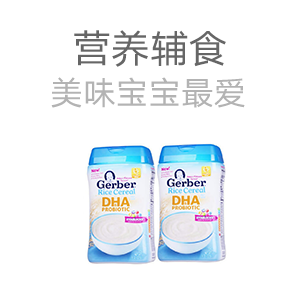 营养辅食
美味宝宝最爱
Gerber
Rice Cereal
DHA
PROBIOTIC
Gerber
Rice Cereal
DHA
PROBIOTIC